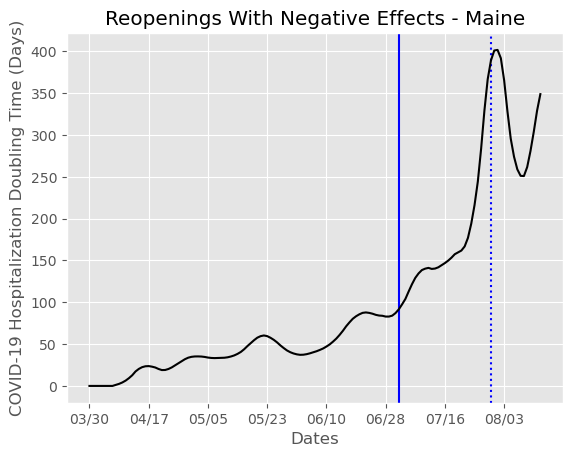 Reopenings With Negative Effects - Maine
COVID-19 Hospitalization Doubling Time (Days)
400
350
300
250
200
150
100
50
0
03/30 04/17 05/05 05/23 06/10 06/28 07/16 08/03
Dates